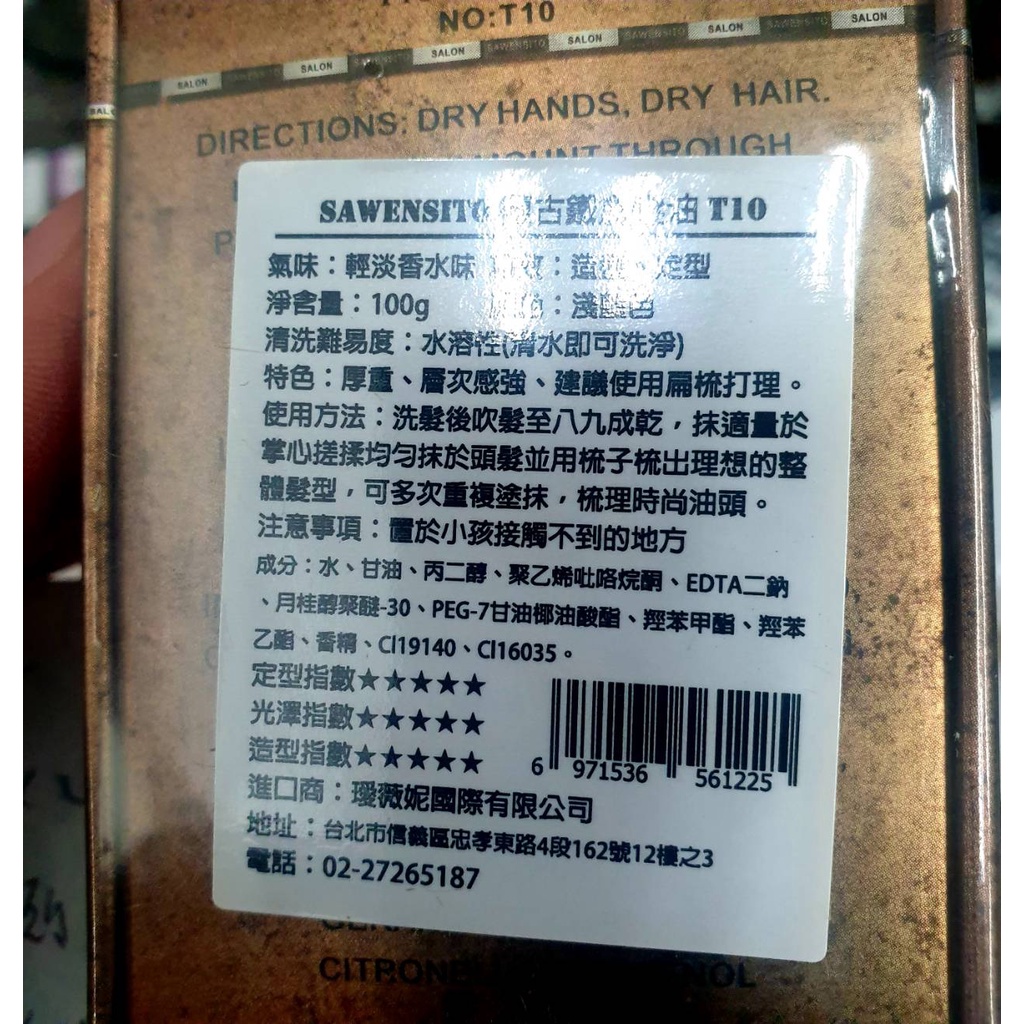 NO:T10
SALON SALON SALON SAWENSITO SALON SAWENSITO SALON SAWENSITO SALON
DIRECTIONS: DRY HANDS, DRY HAIR.
THROUGH
SAWENSITO 古鐵 油 T10
氣味：輕淡香水味 ：造 定型
淨含量：100g ：淺藍色
清洗難易度：水溶性(清水即可洗淨)
特色：厚重、層次感強、建議使用扁梳打理。
使用方法：洗髮後吹髮至八九成乾，抹適量於
掌心搓揉均勻抹於頭髮並用梳子梳出理想的整
體髮型，可多次重複塗抹，梳理時尚油頭。
注意事項：置於小孩接觸不到的地方
成分：水、甘油、丙二醇、聚乙烯吡咯烷酮、EDTA二鈉
、月桂醇聚醚-30、PEG-7甘油椰油酸酯、羥苯甲酯、羥苯
乙酯、香精、CI19140、CI16035。
定型指數★★★★★
光澤指數★★★★★
造型指數★★★★★
6 971536 561225
進口商：璦薇妮國際有限公司
地址：台北市信義區忠孝東路4段162號12樓之3
電話：02-27265187